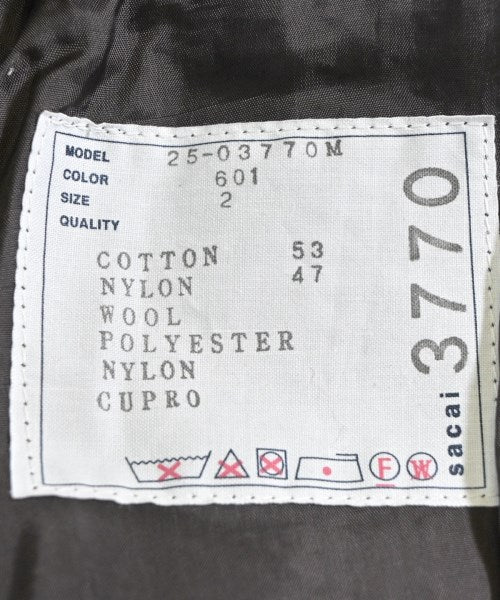 MODEL 25-03770M
COLOR 601
SIZE 2
QUALITY
COTTON 53
NYLON 47
WOOL
POLYESTER
NYLON
CUPRO
F W
sacai 3770